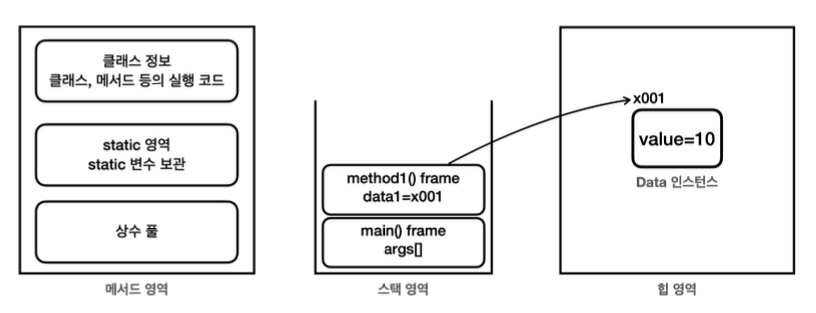 클래스 정보
클래스, 메서드 등의 실행 코드
static 영역
static 변수 보관
상수 풀
메서드 영역
method1() frame
data1=x001
main() frame
args[]
스택 영역
x001
value=10
Data 인스턴스
힙 영역